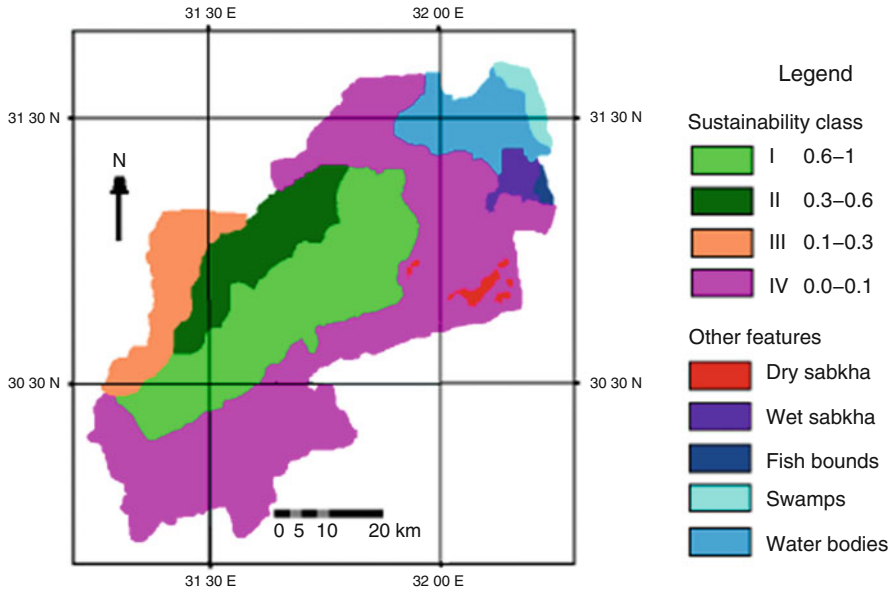 31 30 E
32 00 E
Legend
31 30 N
31 30 N
Sustainability class
N
I 0.6–1
II 0.3–0.6
III 0.1–0.3
IV 0.0–0.1
Other features
Dry sabkha
30 30 N
30 30 N
Wet sabkha
Fish bounds
Swamps
0 5 10 20 km
Water bodies
31 30 E
32 00 E